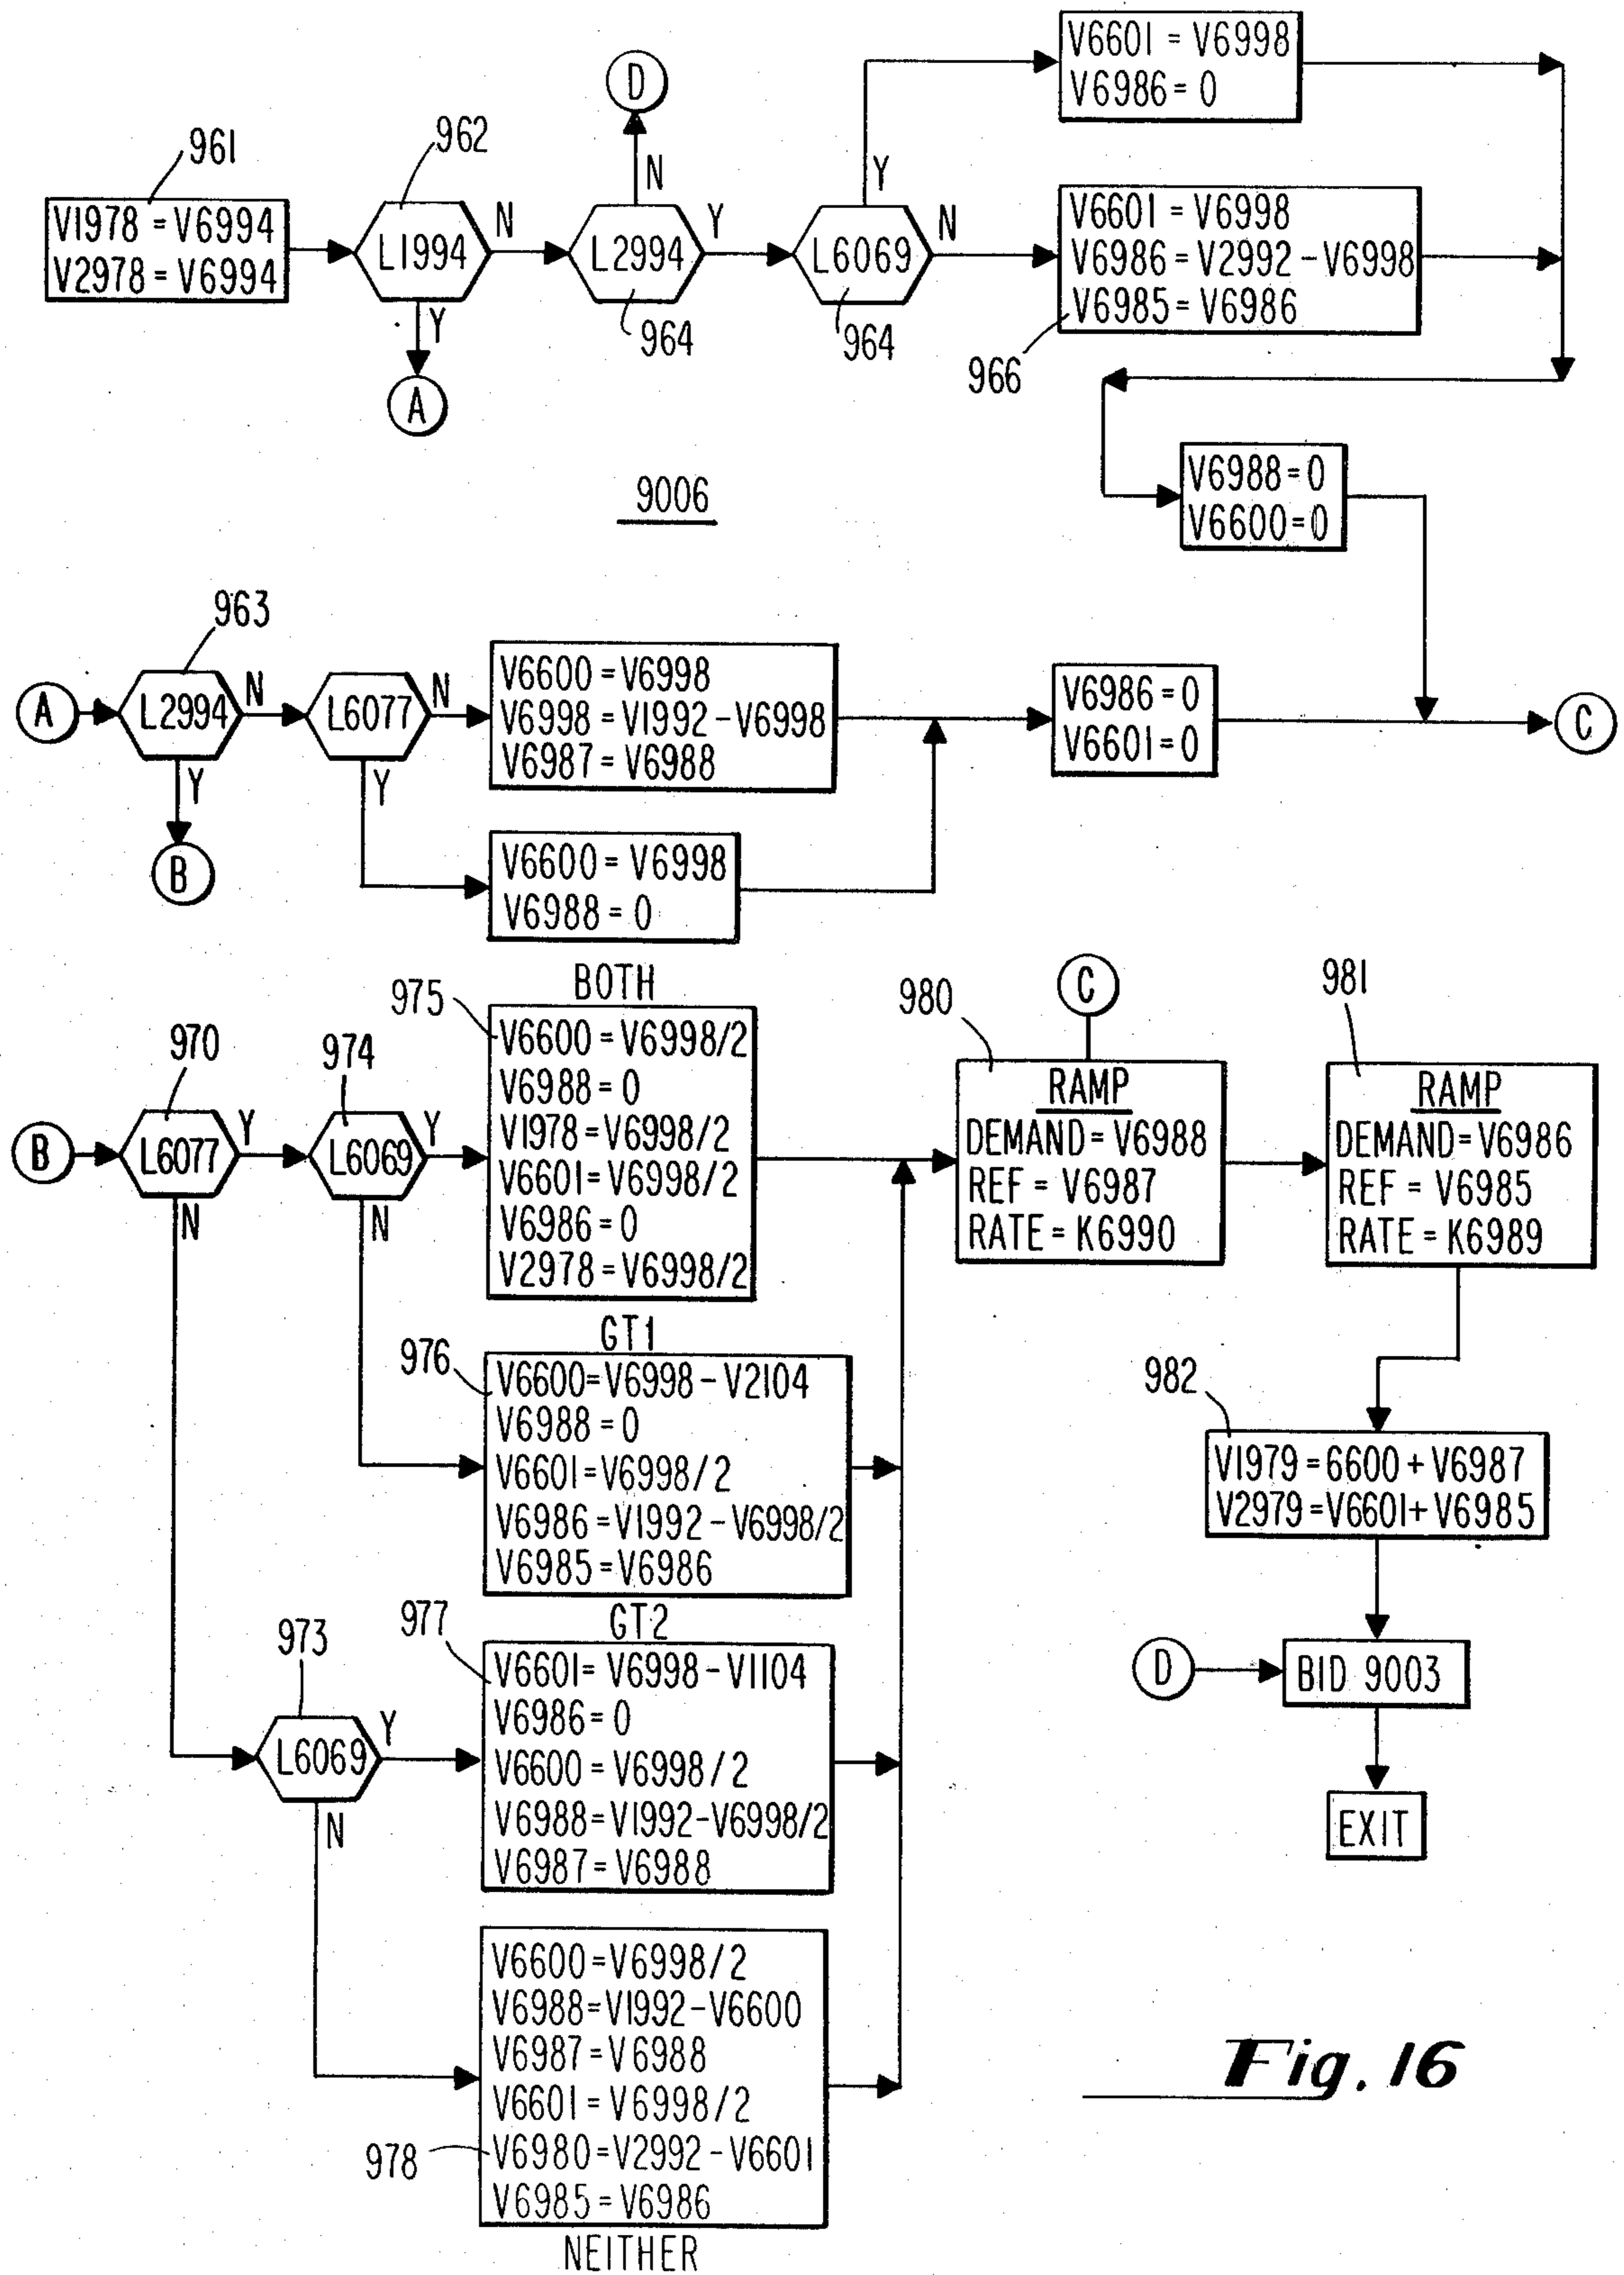 V6601 = V6998
V6986 = 0
D
961
962
N
Y
V1978 = V6994
V2978 = V6994
L1994
N
L2994
Y
L6069
N
V6601 = V6998
V6986 = V2992 - V6998
V6985 = V6986
Y
964
964
966
A
V6988 = 0
V6600 = 0
9006
963
A
L2994
N
L6077
N
V6600 = V6998
V6998 = V1992 - V6998
V6987 = V6988
V6986 = 0
V6601 = 0
C
Y
Y
B
V6600 = V6998
V6988 = 0
BOTH
975
V6600 = V6998/2
V6988 = 0
V1978 = V6998/2
V6601 = V6998/2
V6986 = 0
V2978 = V6998/2
970
974
B
L6077
Y
L6069
Y
N
N
C
980
RAMP
DEMAND = V6988
REF = V6987
RATE = K6990
981
RAMP
DEMAND = V6986
REF = V6985
RATE = K6989
GT1
976
V6600 = V6998 - V2104
V6988 = 0
V6601 = V6998/2
V6986 = V1992 - V6998/2
V6985 = V6986
982
V1979 = 6600 + V6987
V2979 = V6601 + V6985
GT2
977
V6601 = V6998 - V1104
V6986 = 0
V6600 = V6998/2
V6988 = V1992 - V6998/2
V6987 = V6988
973
L6069
Y
N
D
BID 9003
EXIT
V6600 = V6998/2
V6988 = V1992 - V6600
V6987 = V6988
V6601 = V6998/2
V6980 = V2992 - V6601
V6985 = V6986
978
NEITHER
Fig. 16